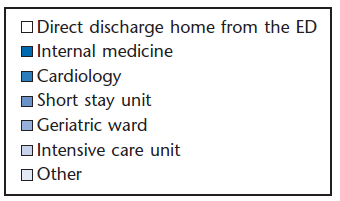 Direct discharge home from the ED
Internal medicine
Cardiology
Short stay unit
Geriatric ward
Intensive care unit
Other